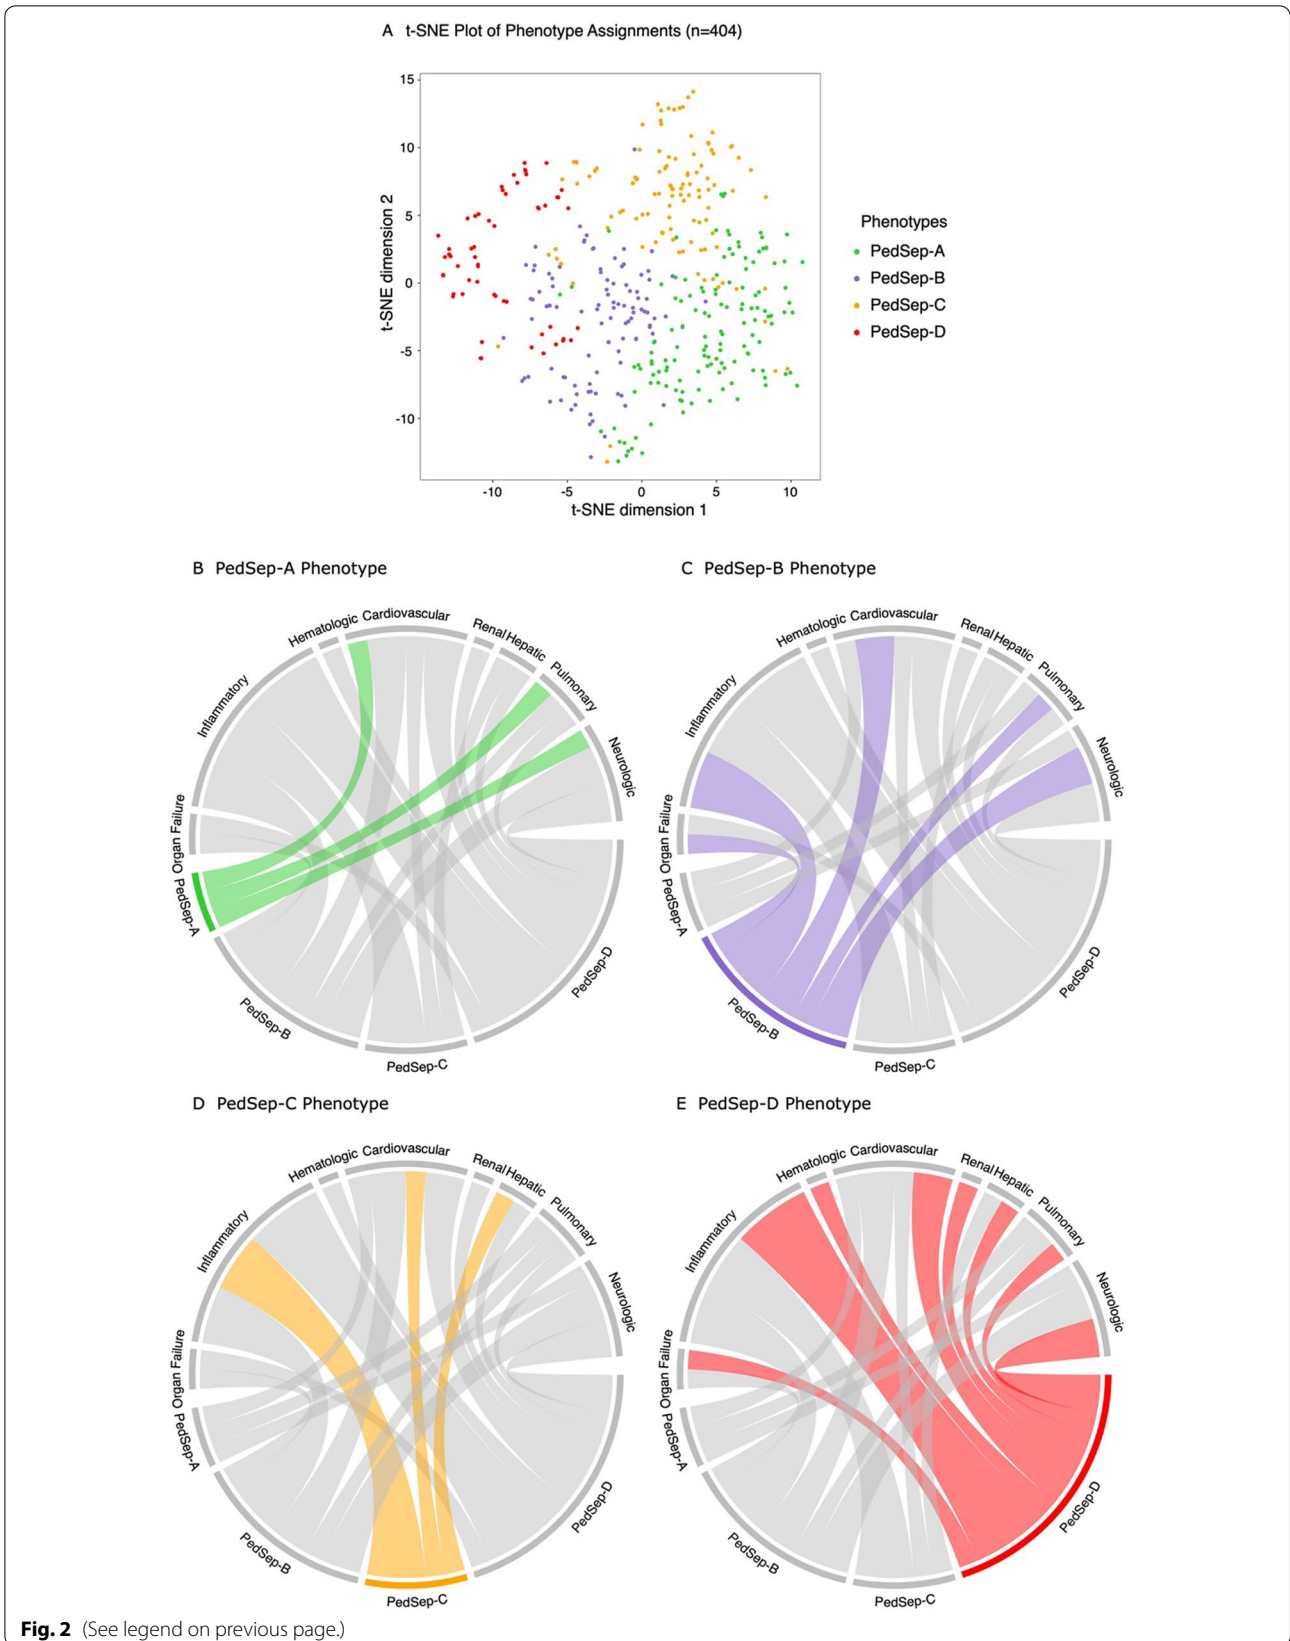 A t-SNE Plot of Phenotype Assignments (n=404)
15
10
5
0
-5
-10
t-SNE dimension 2
-10 -5 0 5 10
t-SNE dimension 1
Phenotypes
PedSep-A
PedSep-B
PedSep-C
PedSep-D
B PedSep-A Phenotype
Hematologic
Cardiovascular
Renal
Hepatic
Pulmonary
Neurologic
Inflammatory
Organ Failure
PedSep-A
PedSep-B
PedSep-C
PedSep-D
C PedSep-B Phenotype
Hematologic
Cardiovascular
Renal
Hepatic
Pulmonary
Neurologic
Inflammatory
Organ Failure
PedSep-A
PedSep-B
PedSep-C
PedSep-D
D PedSep-C Phenotype
Hematologic
Cardiovascular
Renal
Hepatic
Pulmonary
Neurologic
Inflammatory
Organ Failure
PedSep-A
PedSep-B
PedSep-C
PedSep-D
E PedSep-D Phenotype
Hematologic
Cardiovascular
Renal
Hepatic
Pulmonary
Neurologic
Inflammatory
Organ Failure
PedSep-A
PedSep-B
PedSep-C
PedSep-D
Fig. 2 (See legend on previous page.)